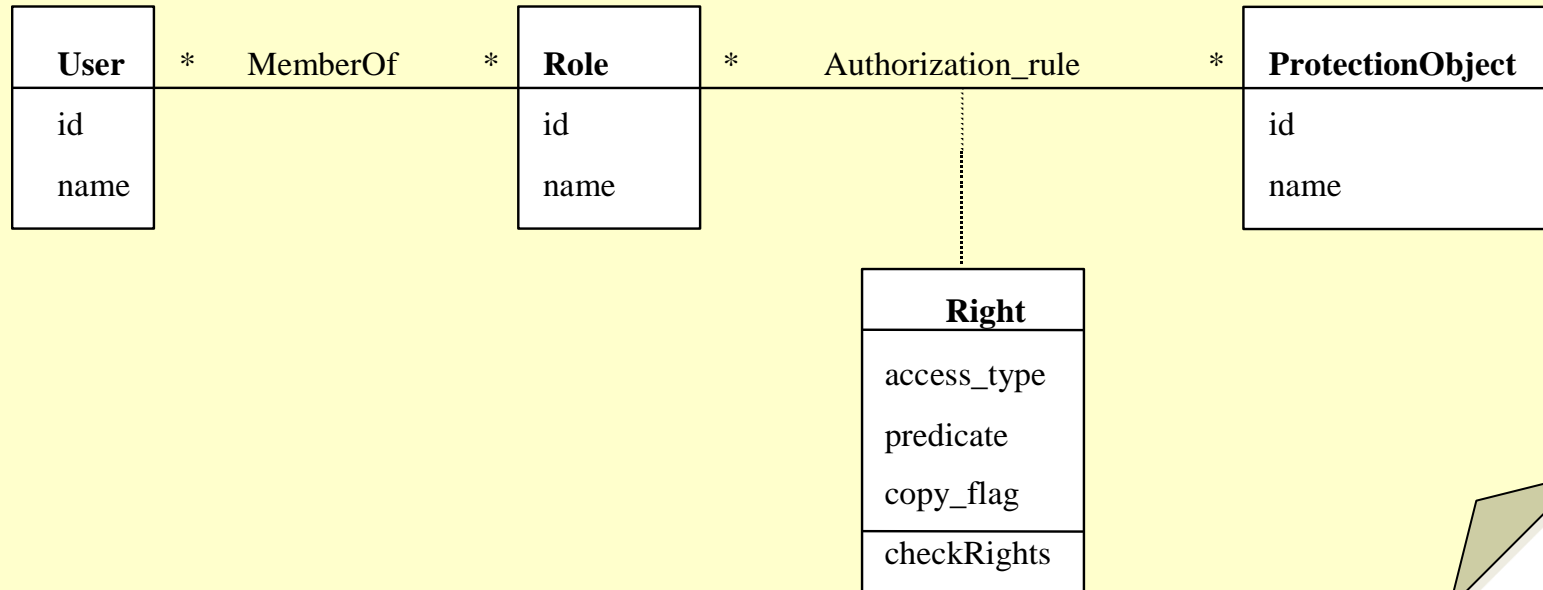 User * MemberOf * Role * Authorization_rule * ProtectionObject
id id id
name name name
Right
access_type
predicate
copy_flag
checkRights